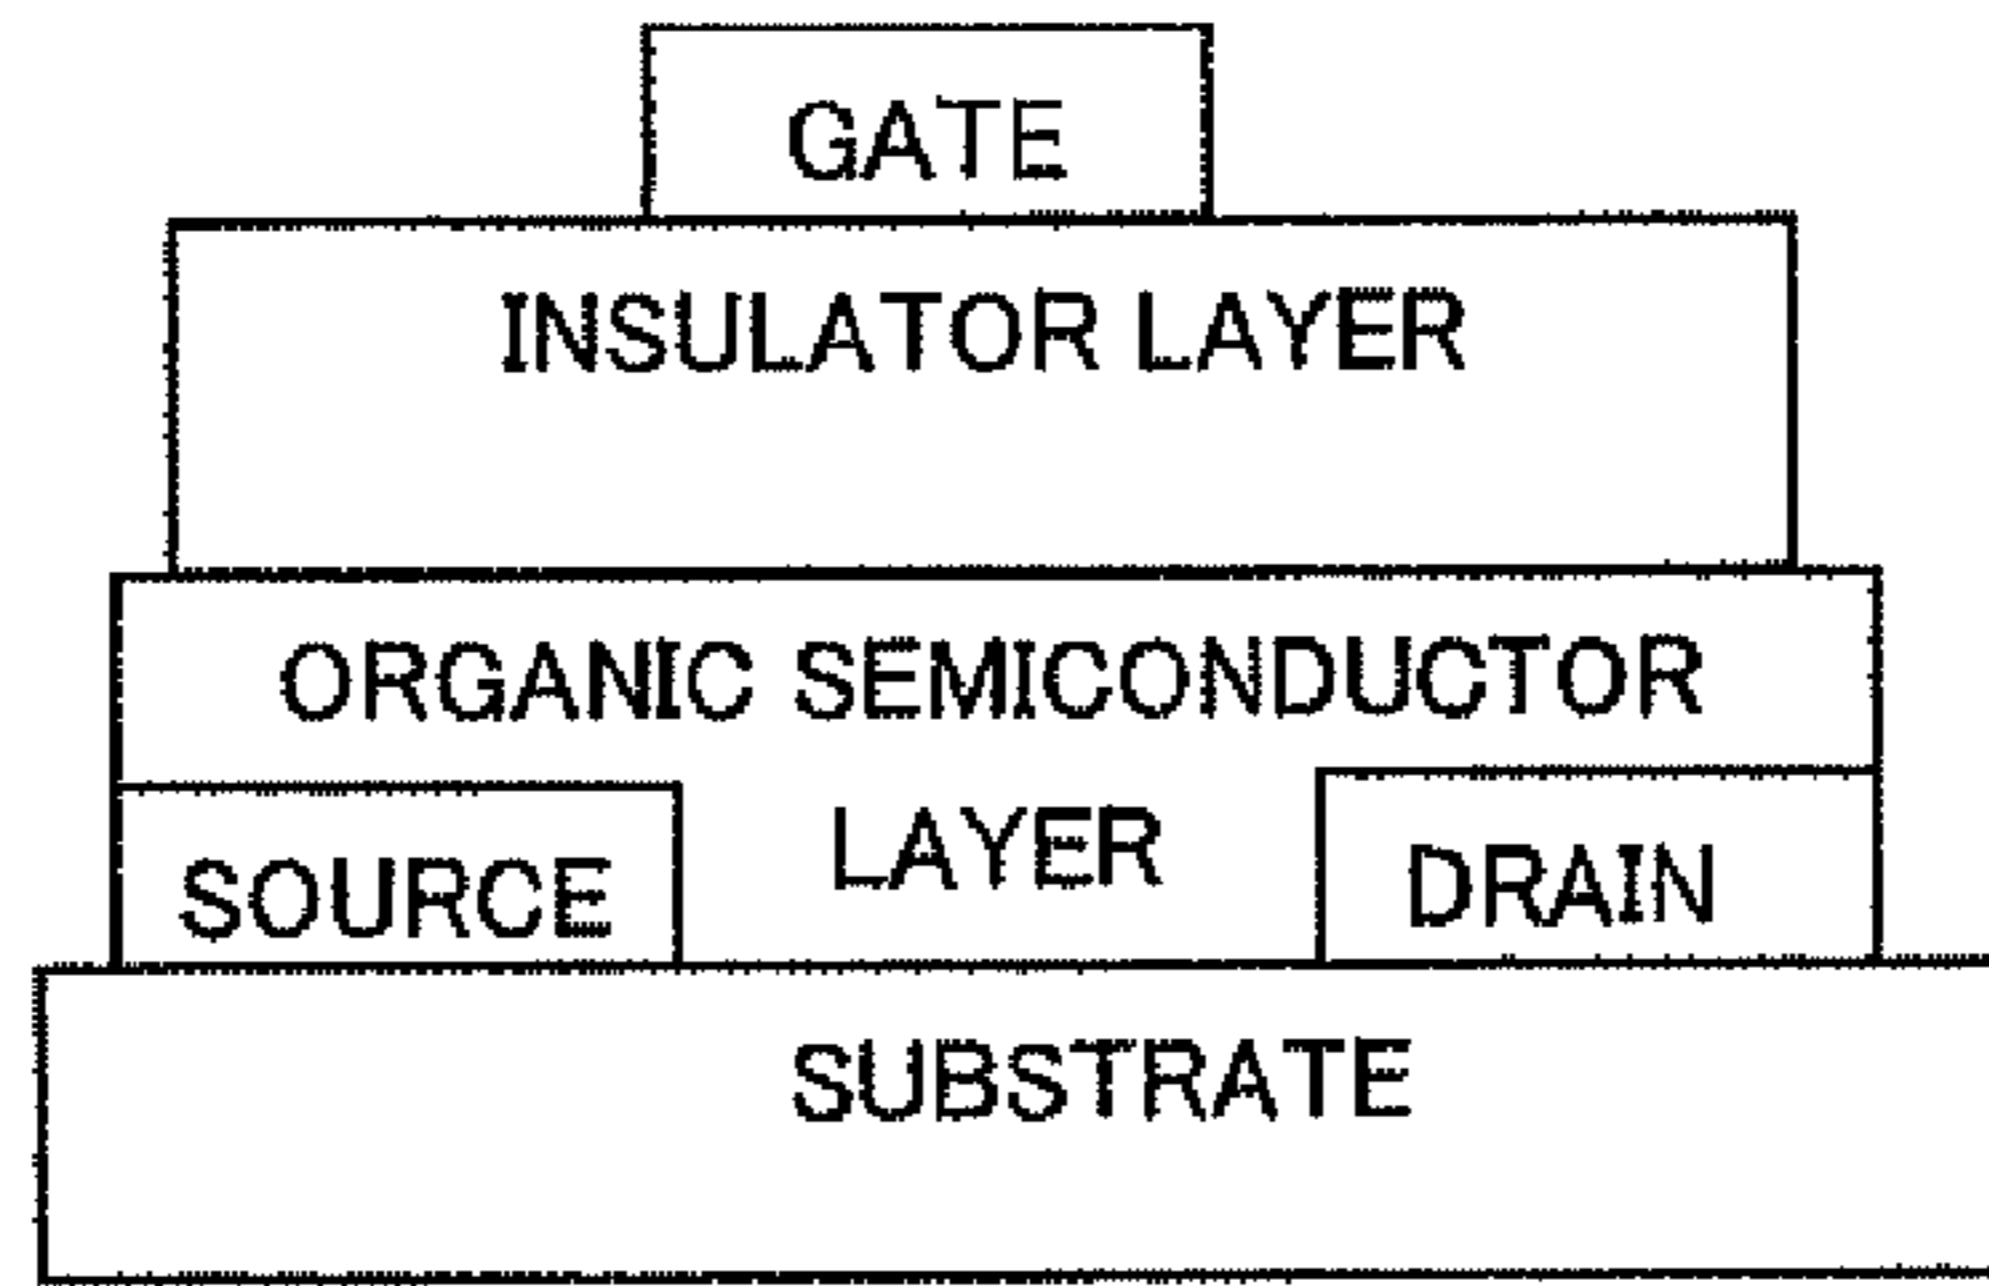 GATE
INSULATOR LAYER
ORGANIC SEMICONDUCTOR
LAYER
SOURCE
DRAIN
SUBSTRATE